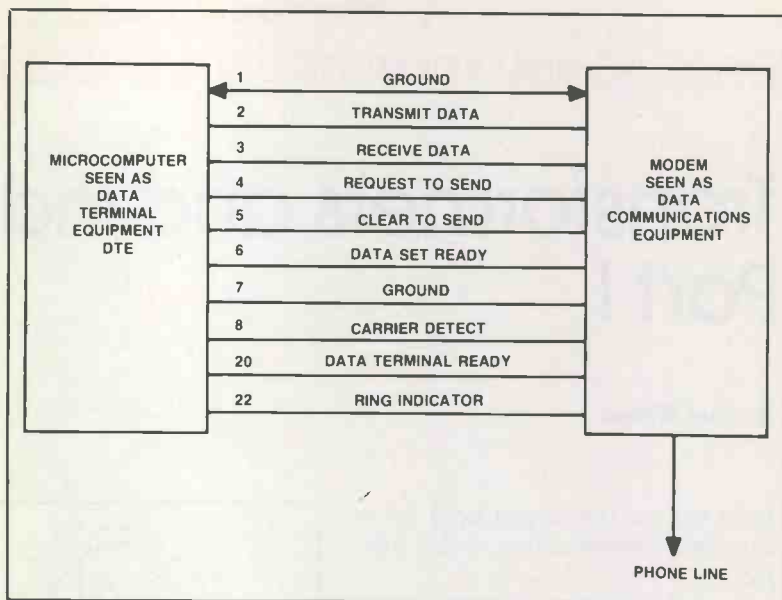 1 GROUND
2 TRANSMIT DATA
3 RECEIVE DATA
4 REQUEST TO SEND
5 CLEAR TO SEND
6 DATA SET READY
7 GROUND
8 CARRIER DETECT
20 DATA TERMINAL READY
22 RING INDICATOR
MICROCOMPUTER
SEEN AS
DATA
TERMINAL
EQUIPMENT
DTE
MODEM
SEEN AS
DATA
COMMUNICATIONS
EQUIPMENT
PHONE LINE